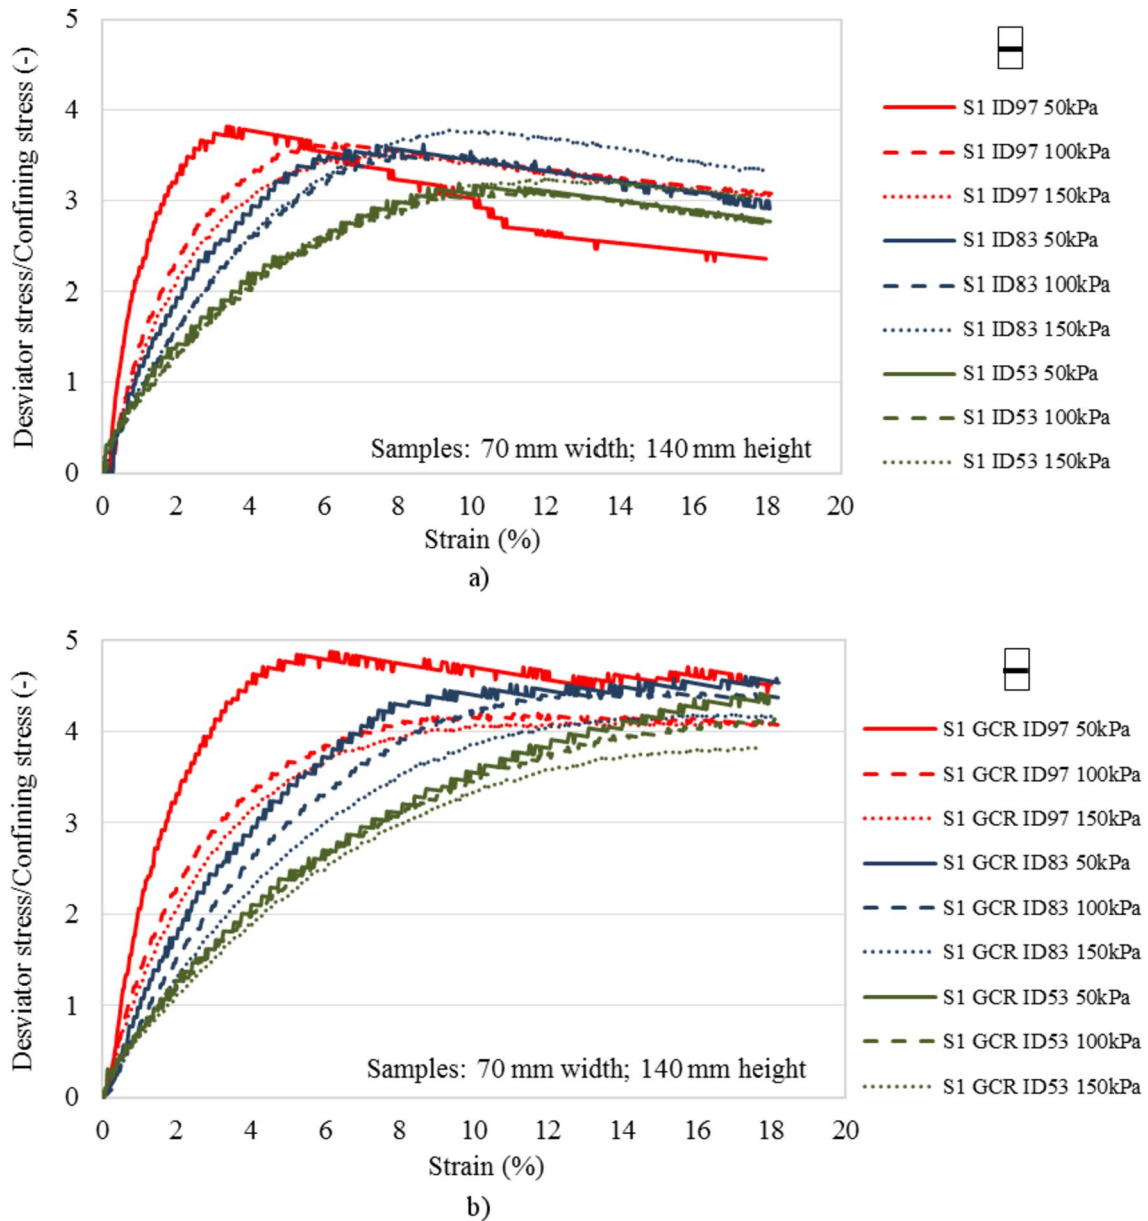 Desviator stress/Confining stress (-)
5
4
3
2
1
0
0 2 4 6 8 10 12 14 16 18 20
Samples: 70 mm width; 140 mm height
Strain (%)
a)
S1 ID97 50kPa
S1 ID97 100kPa
S1 ID97 150kPa
S1 ID83 50kPa
S1 ID83 100kPa
S1 ID83 150kPa
S1 ID53 50kPa
S1 ID53 100kPa
S1 ID53 150kPa
Desviator stress/Confining stress (-)
5
4
3
2
1
0
0 2 4 6 8 10 12 14 16 18 20
Samples: 70 mm width; 140 mm height
Strain (%)
b)
S1 GCR ID97 50kPa
S1 GCR ID97 100kPa
S1 GCR ID97 150kPa
S1 GCR ID83 50kPa
S1 GCR ID83 100kPa
S1 GCR ID83 150kPa
S1 GCR ID53 50kPa
S1 GCR ID53 100kPa
S1 GCR ID53 150kPa